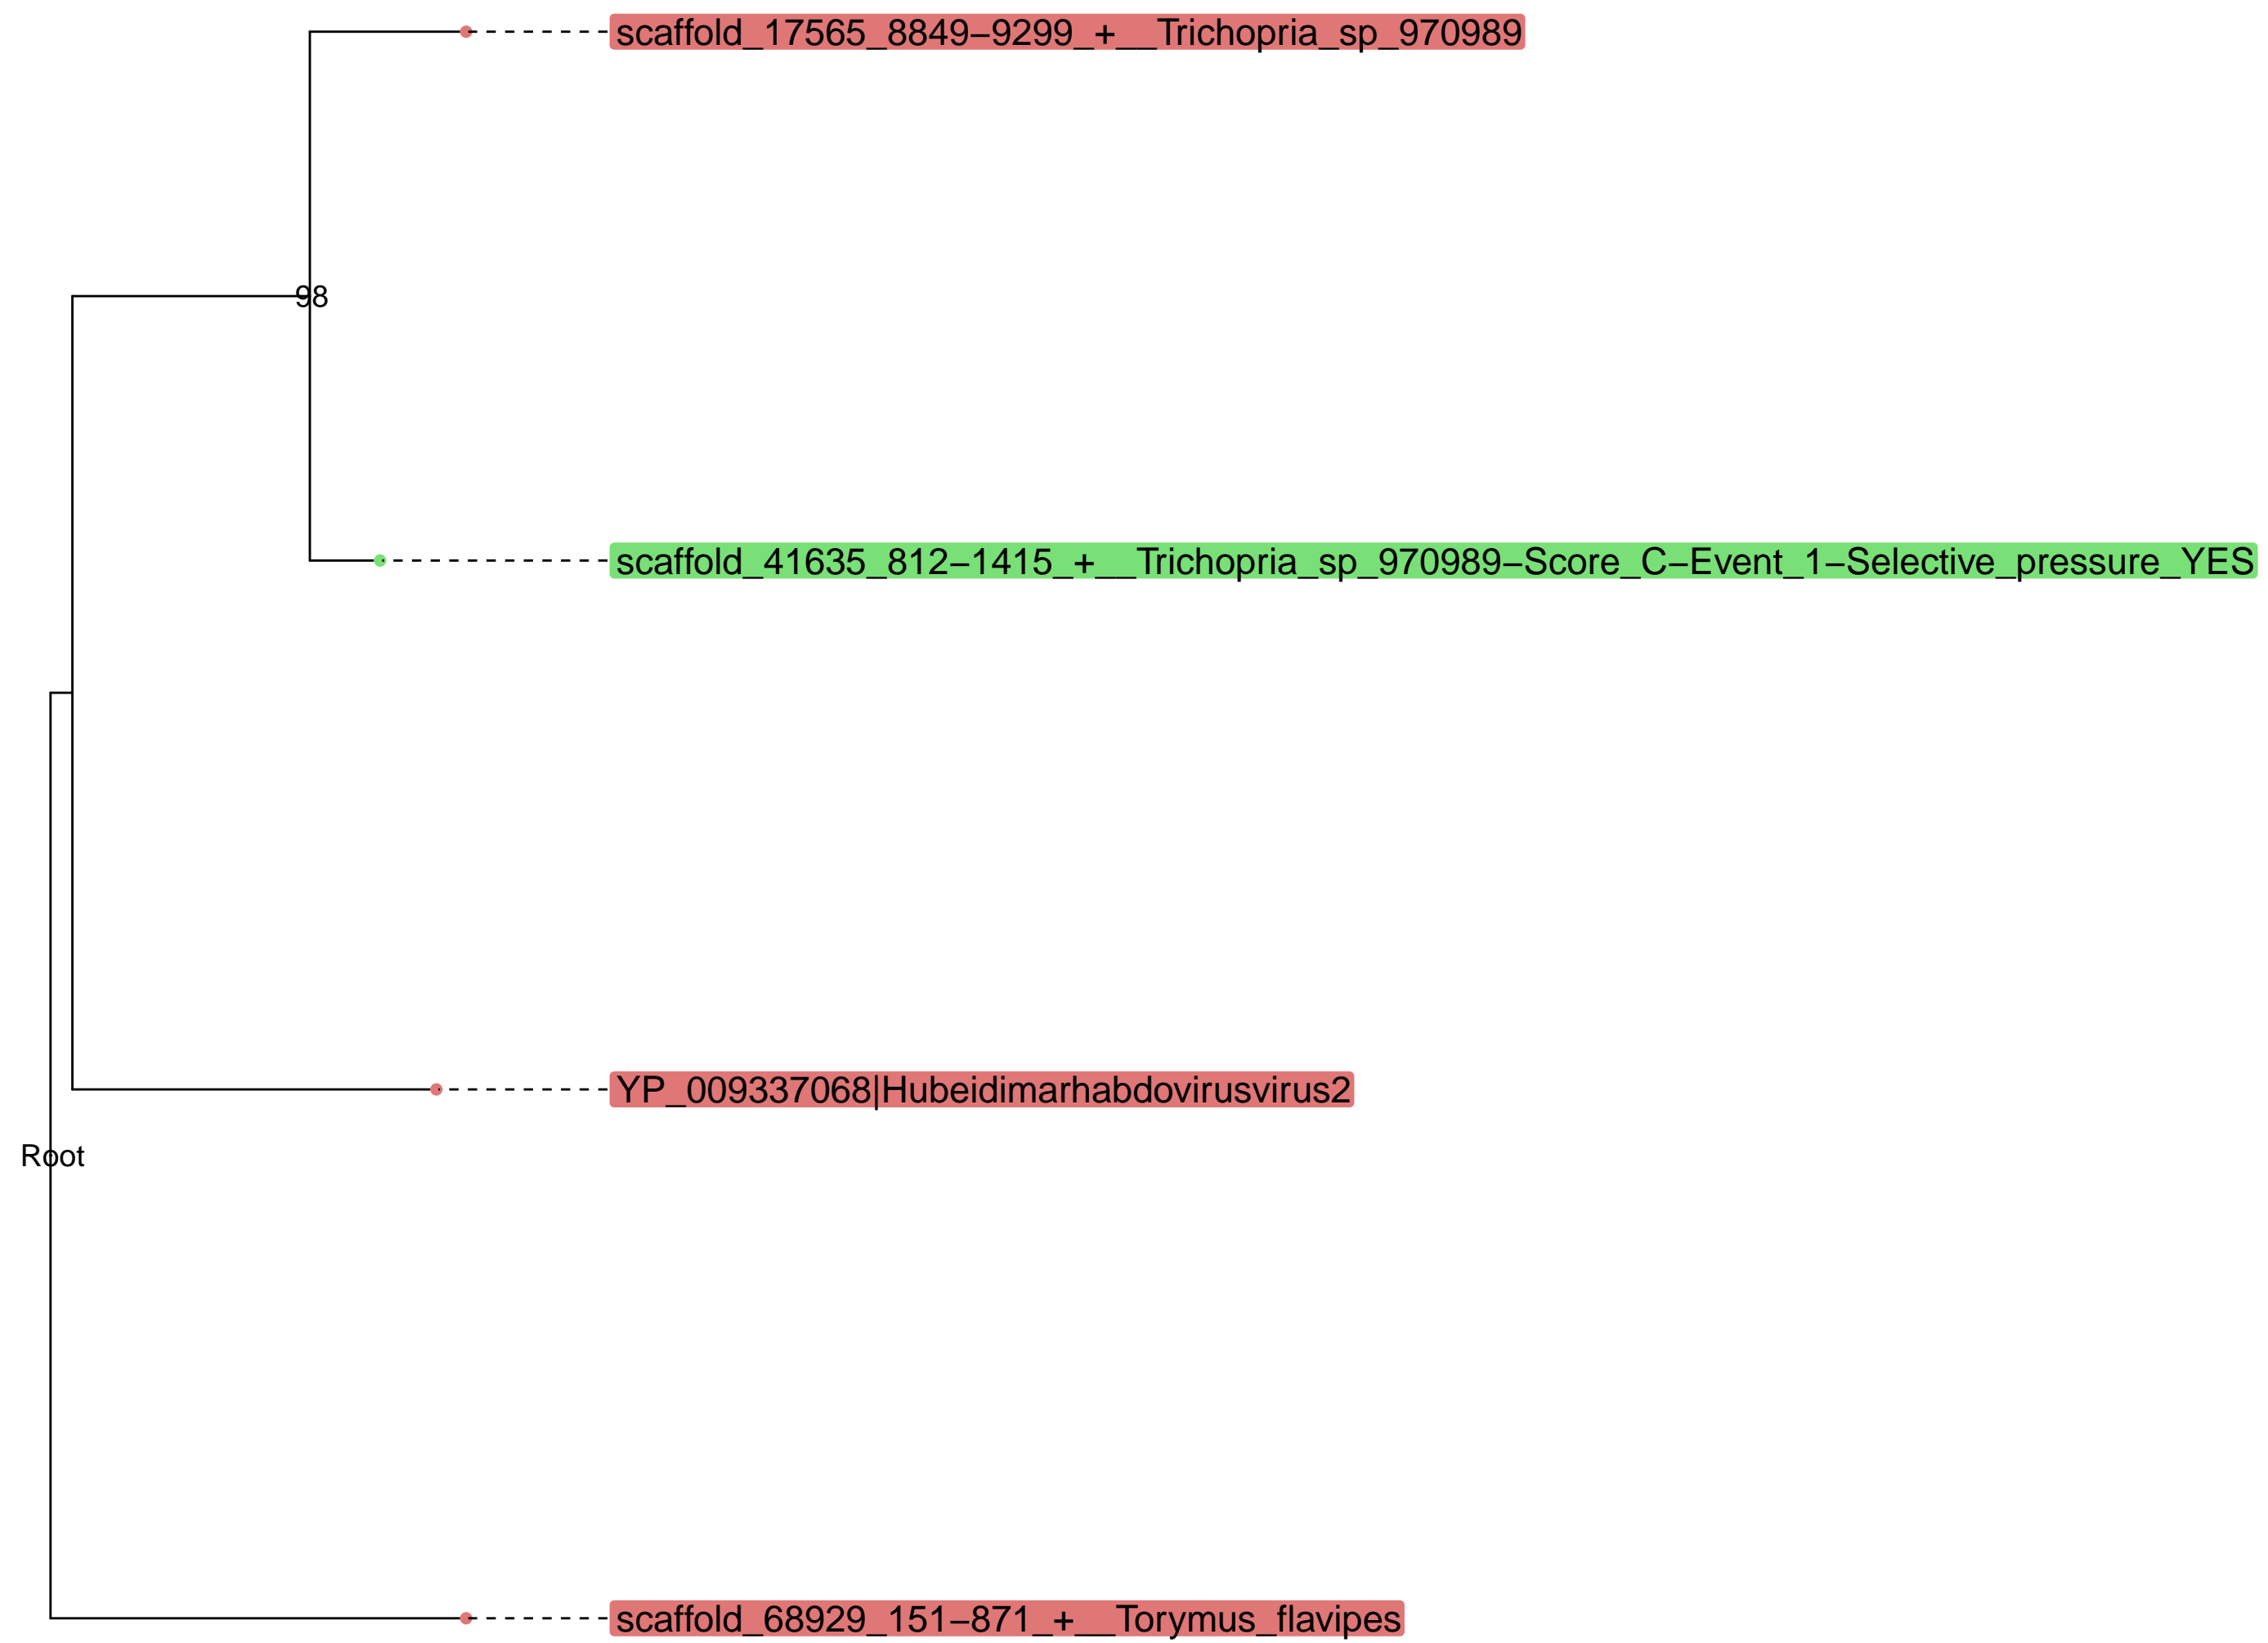 scaffold_17565_8849–9299_+__Trichopria_sp_970989
98
scaffold_41635_812–1415_+__Trichopria_sp_970989–Score_C–Event_1–Selective_pressure_YES
YP_009337068|Hubeidimarhabdovirusvirus2
Root
scaffold_68929_151–871_+__Torymus_flavipes